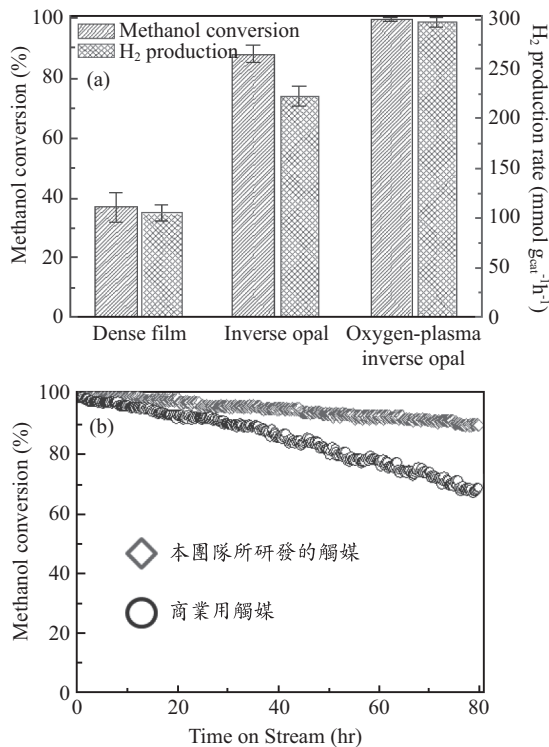 Methanol conversion
H₂ production
(a)
Methanol conversion (%)
100
80
60
40
20
0
H₂ production rate (mmol g_cat⁻¹h⁻¹)
300
250
200
150
100
50
0
Dense film
Inverse opal
Oxygen-plasma
inverse opal
(b)
Methanol conversion (%)
100
80
60
40
20
0
本團隊所研發的觸媒
商業用觸媒
0 20 40 60 80
Time on Stream (hr)